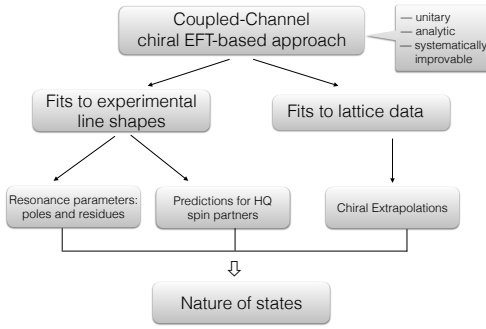 Coupled-Channel
chiral EFT-based approach
— unitary
— analytic
— systematically
improvable
Fits to experimental
line shapes
Fits to lattice data
Resonance parameters:
poles and residues
Predictions for HQ
spin partners
Chiral Extrapolations
Nature of states